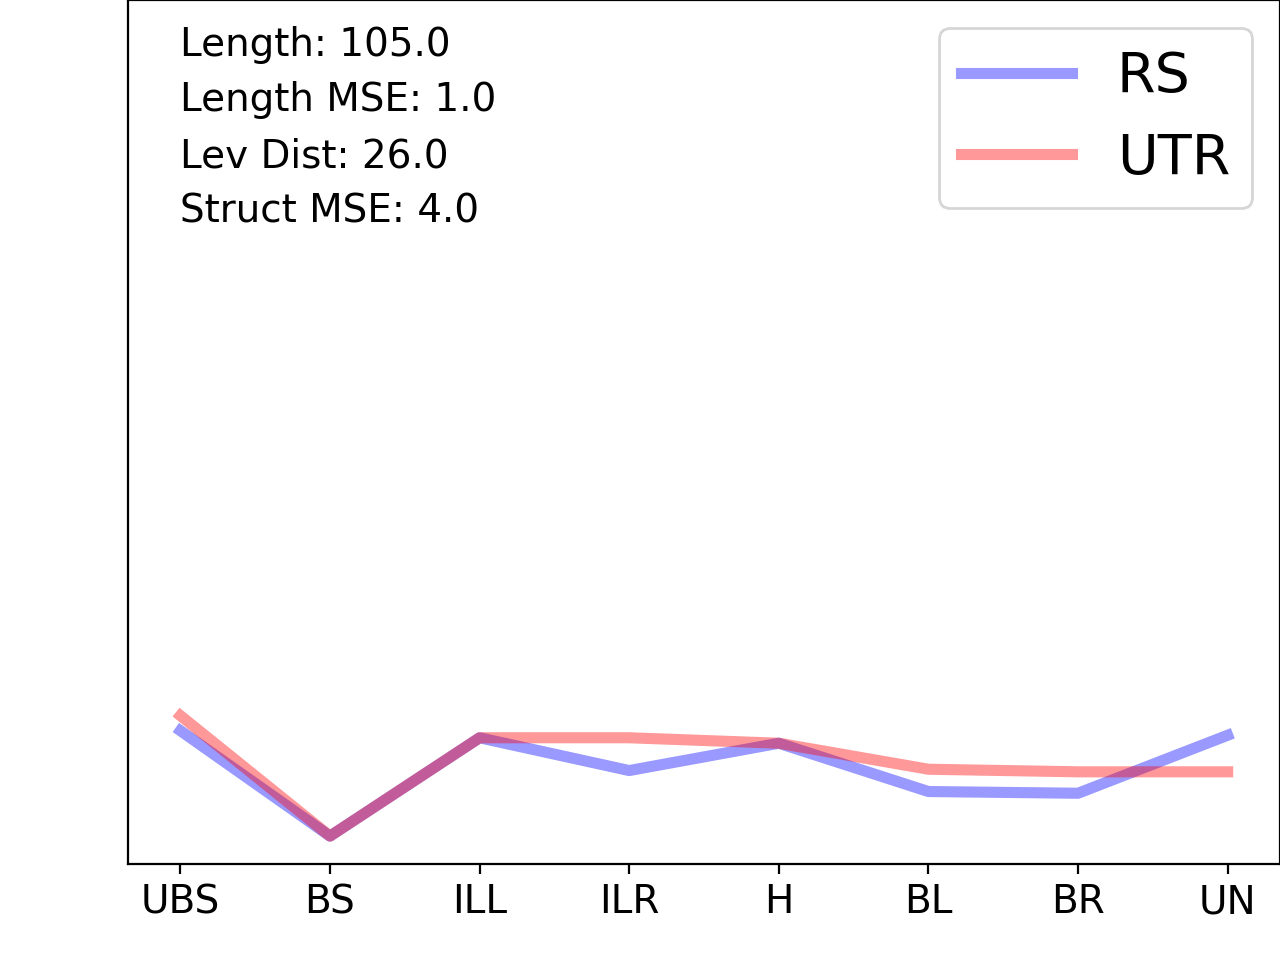 Length: 105.0
Length MSE: 1.0
Lev Dist: 26.0
Struct MSE: 4.0
RS
UTR
UBS BS ILL ILR H BL BR UN